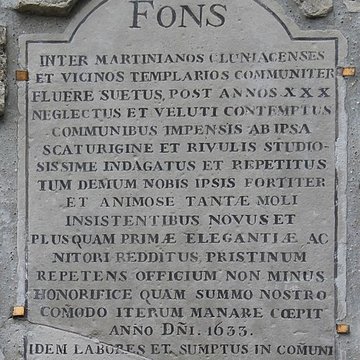 FONS
INTER MARTINIANOS CLUNIACENSES
ET VICINOS TEMPLARIOS COMMUNITER
FLUERE SUETUS, POST ANNOS XXX
NEGLECTUS ET VELUTI CONTEMPTUS
COMMUNIBUS IMPENSIS AB IPSA
SCATURIGINE ET RIVULIS STUDIO-
SISSIME INDAGATUS ET REPETITUS
TUM DEMUM NOBIS IPSIS FORTITER
ET ANIMOSE TANTÆ MOLI
INSISTENTIBUS NOVUS ET
PLUSQUAM PRIMÆ ELEGANTIÆ AC
NITORI REDDITUS, PRISTINUM
REPETENS OFFICIUM NON MINUS
HONORIFICE QUAM SUMMO NOSTRO
COM̃ODO ITERUM MANARE CŒPIT
ANNO DÑI. 1633.
IDEM LABORES ET SUMPTUS IN COMUNI